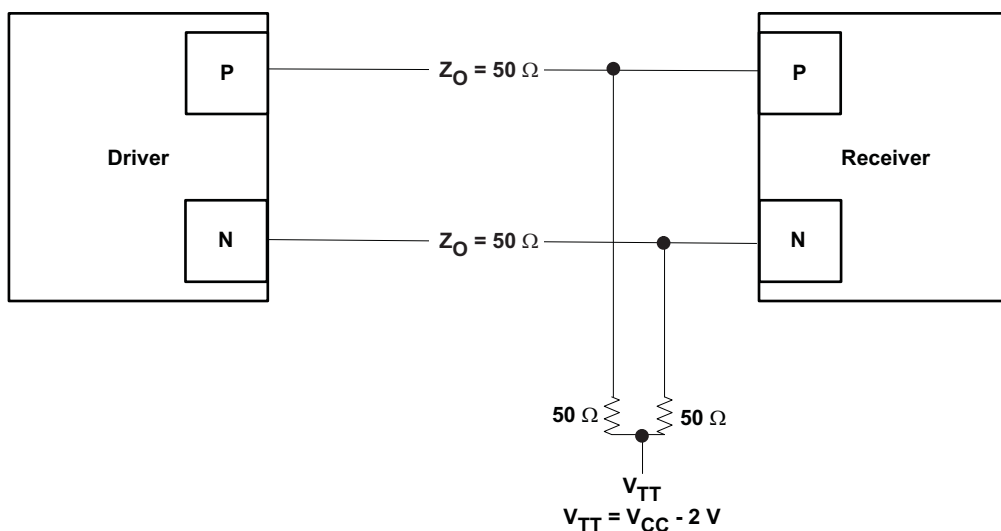 P
Z_O = 50 Ω
P
Driver
Receiver
N
Z_O = 50 Ω
N
50 Ω
50 Ω
V_TT
V_TT = V_CC - 2 V